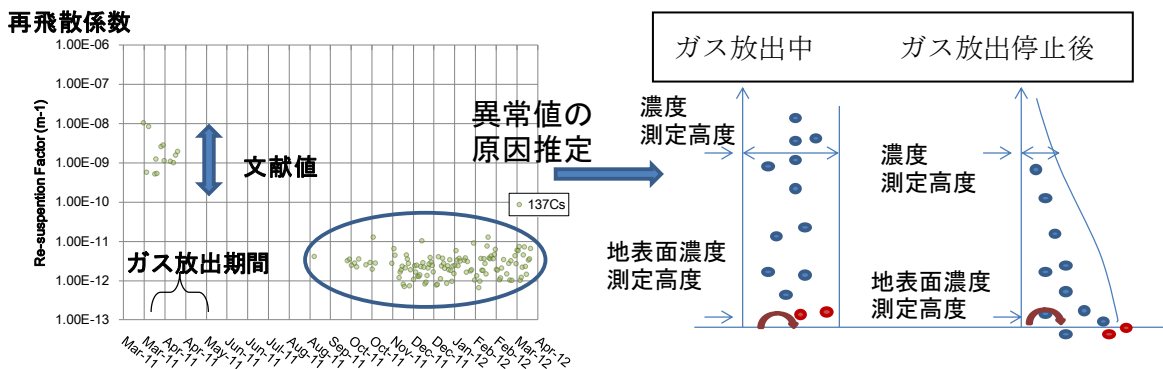 再飛散係数
1.00E-06
1.00E-07
1.00E-08
1.00E-09
1.00E-10
1.00E-11
1.00E-12
1.00E-13
Re-suspention Factor (m-1)
文献値
137Cs
ガス放出期間
Mar-11
Mar-11
Apr-11
Apr-11
May-11
Jun-11
Jun-11
Jul-11
Aug-11
Aug-11
Sep-11
Oct-11
Oct-11
Nov-11
Dec-11
Dec-11
Jan-12
Feb-12
Feb-12
Mar-12
Apr-12
異常値の
原因推定
ガス放出中
ガス放出停止後
濃度
測定高度
地表面濃度
測定高度
濃度
測定高度
地表面濃度
測定高度